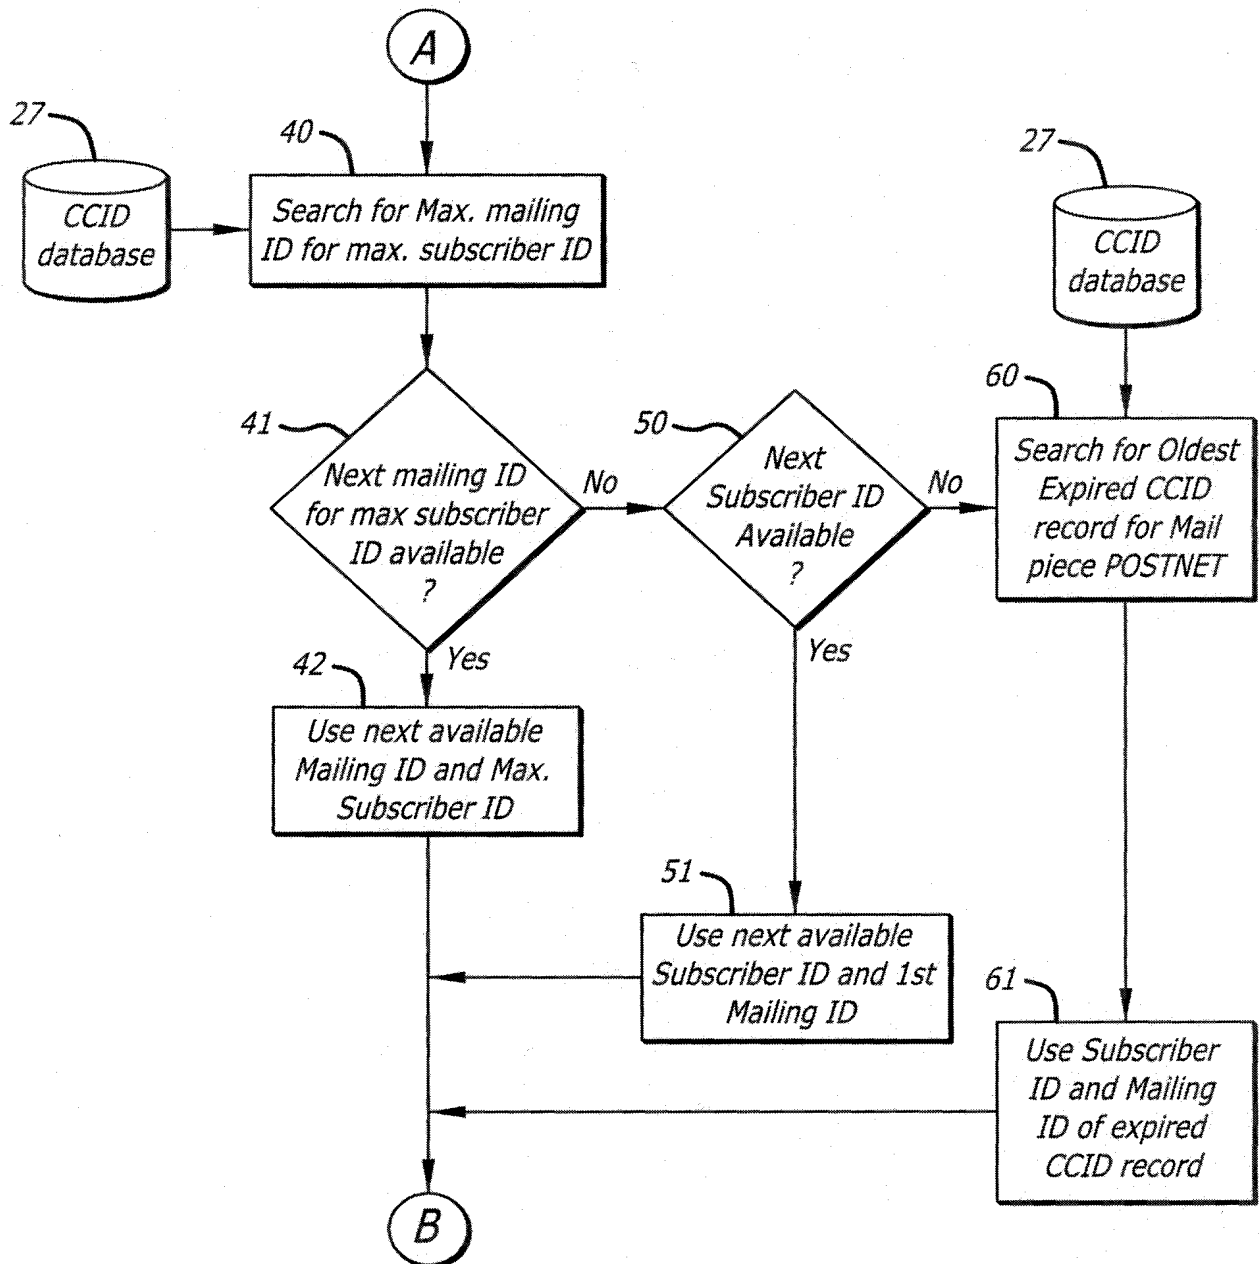 A
27
CCID
database
40
Search for Max. mailing
ID for max. subscriber ID
27
CCID
database
41
Next mailing ID
for max subscriber
ID available
?
No
Yes
50
Next
Subscriber ID
Available
?
No
Yes
60
Search for Oldest
Expired CCID
record for Mail
piece POSTNET
42
Use next available
Mailing ID and Max.
Subscriber ID
51
Use next available
Subscriber ID and 1st
Mailing ID
61
Use Subscriber
ID and Mailing
ID of expired
CCID record
B